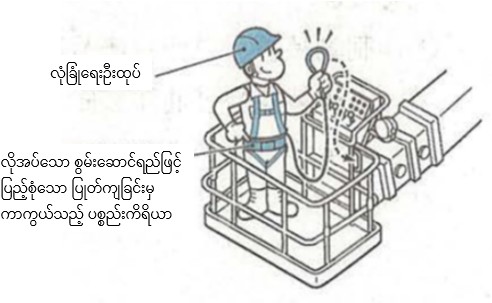 လုံခြုံရေးဦးထုပ်
လိုအပ်သော စွမ်းဆောင်ရည်ဖြင့်
ပြည့်စုံသော ပြုတ်ကျခြင်းမှ
ကာကွယ်သည့် ပစ္စည်းကိရိယာ